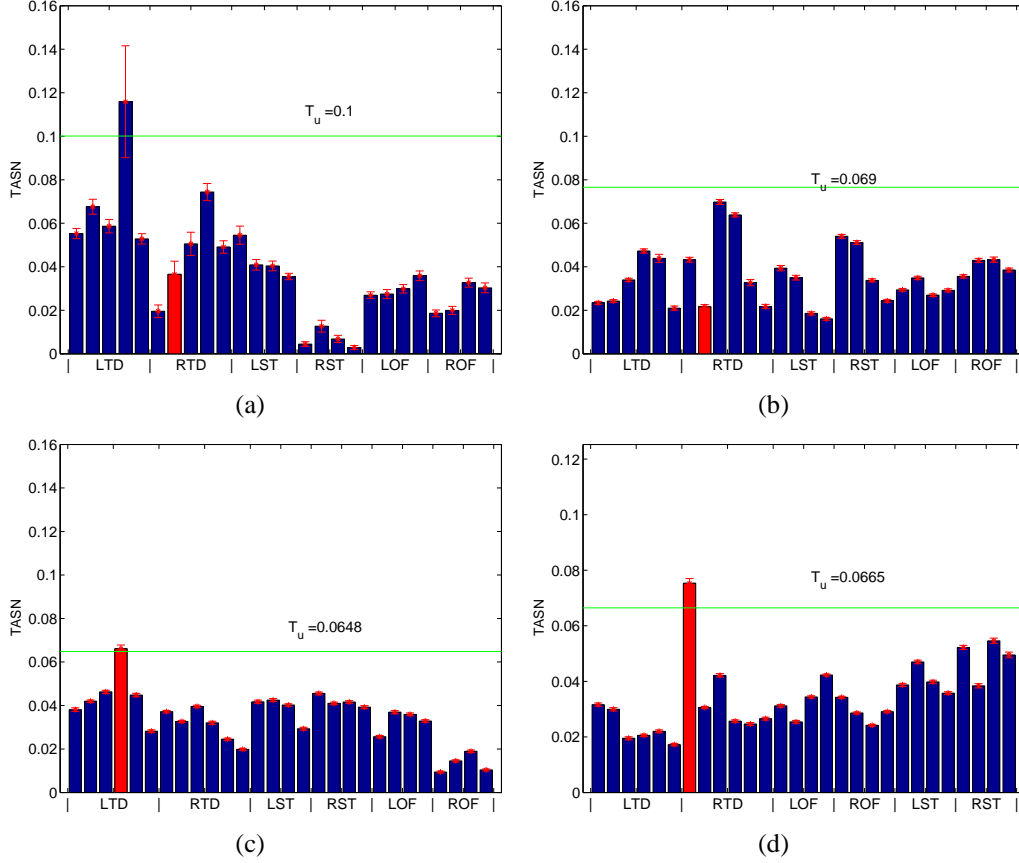 0.16
0.14
0.12
0.1
0.08
0.06
0.04
0.02
0
TASN
T_u =0.1
| LTD | RTD | LST | RST | LOF | ROF |
(a)
0.16
0.14
0.12
0.1
0.08
0.06
0.04
0.02
0
TASN
T_u =0.069
| LTD | RTD | LST | RST | LOF | ROF |
(b)
0.16
0.14
0.12
0.1
0.08
0.06
0.04
0.02
0
TASN
T_u =0.0648
| LTD | RTD | LST | RST | LOF | ROF |
(c)
0.12
0.1
0.08
0.06
0.04
0.02
0
TASN
T_u =0.0665
| LTD | RTD | LOF | ROF | LST | RST |
(d)